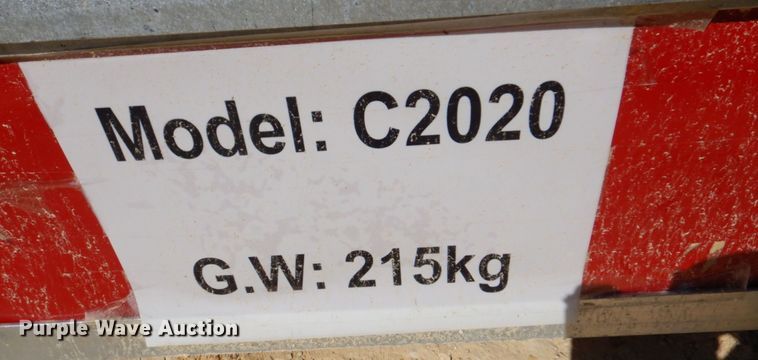 Model: C2020
G.W: 215kg
Purple Wave Auction